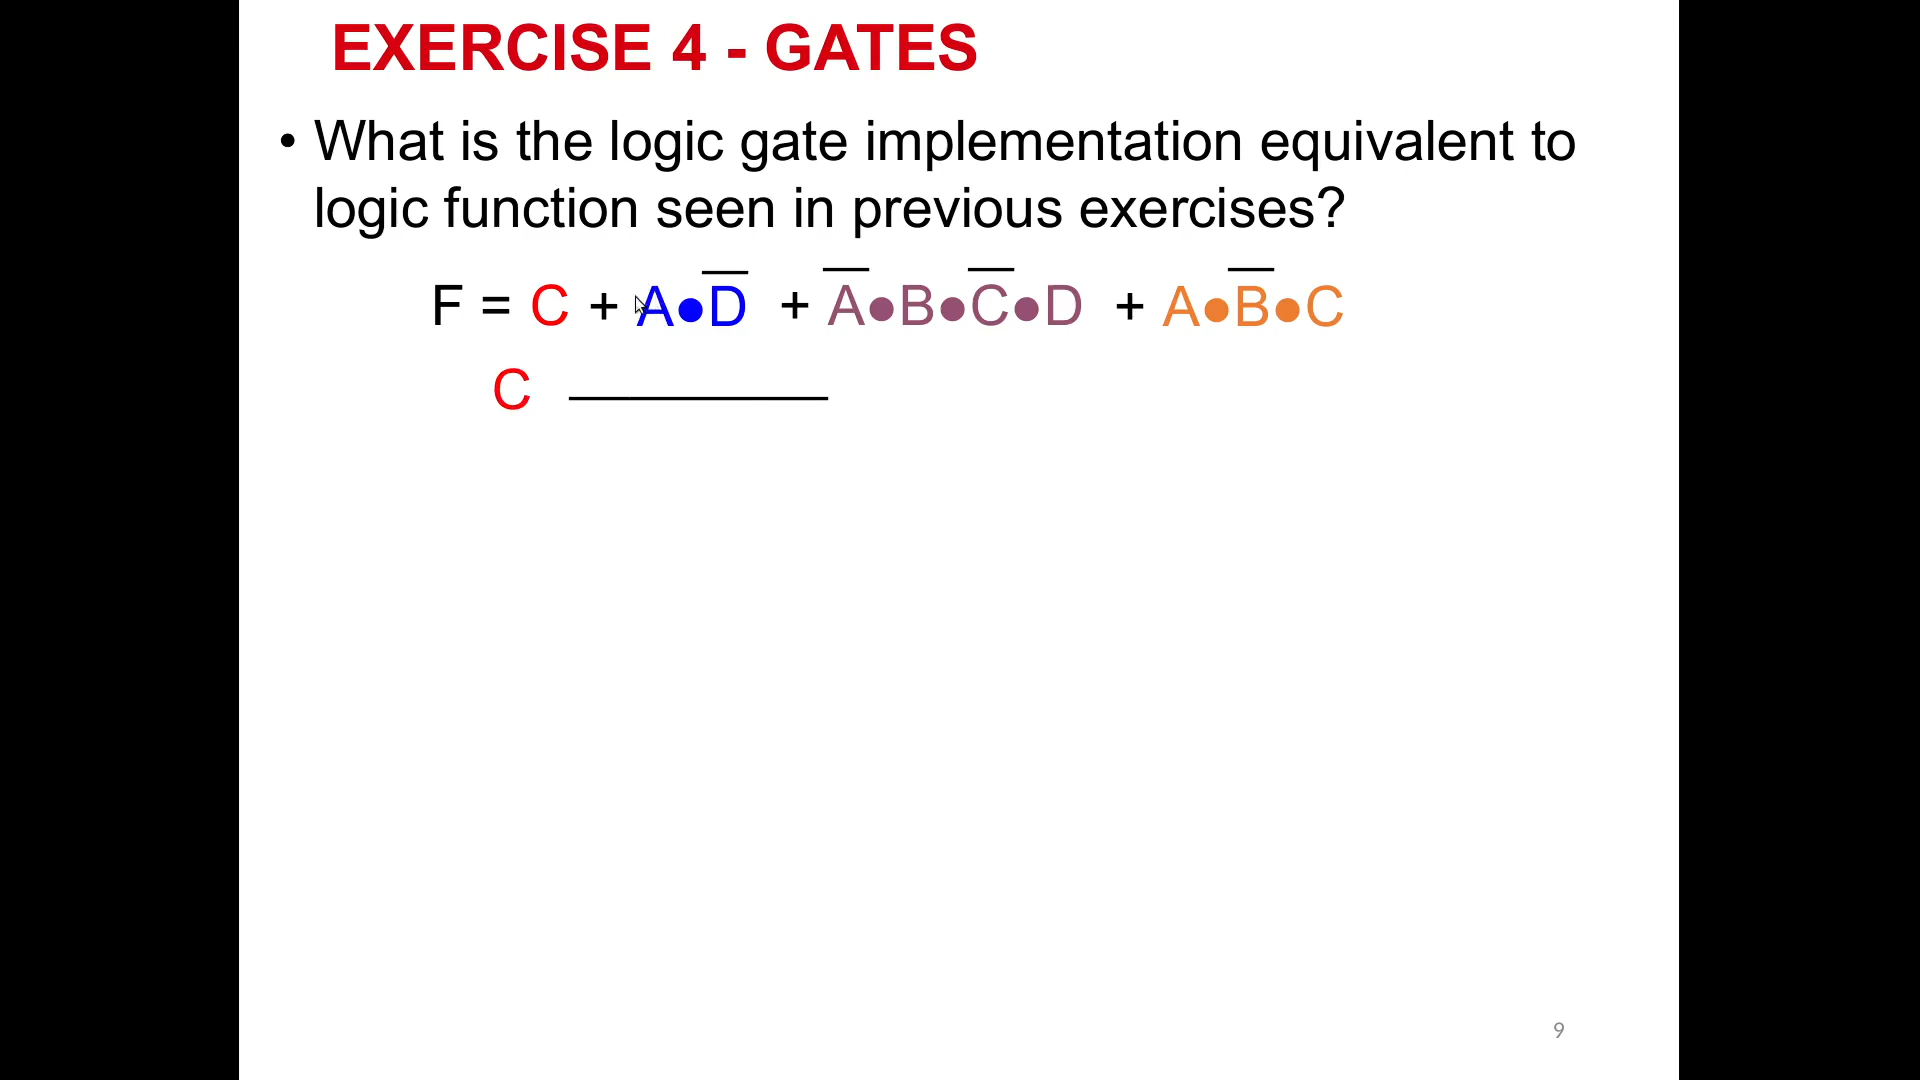 EXERCISE 4 - GATES
• What is the logic gate implementation equivalent to
logic function seen in previous exercises?
F = C + A●D̅ + A̅●B●C̅●D + A●B̅●C
C
9